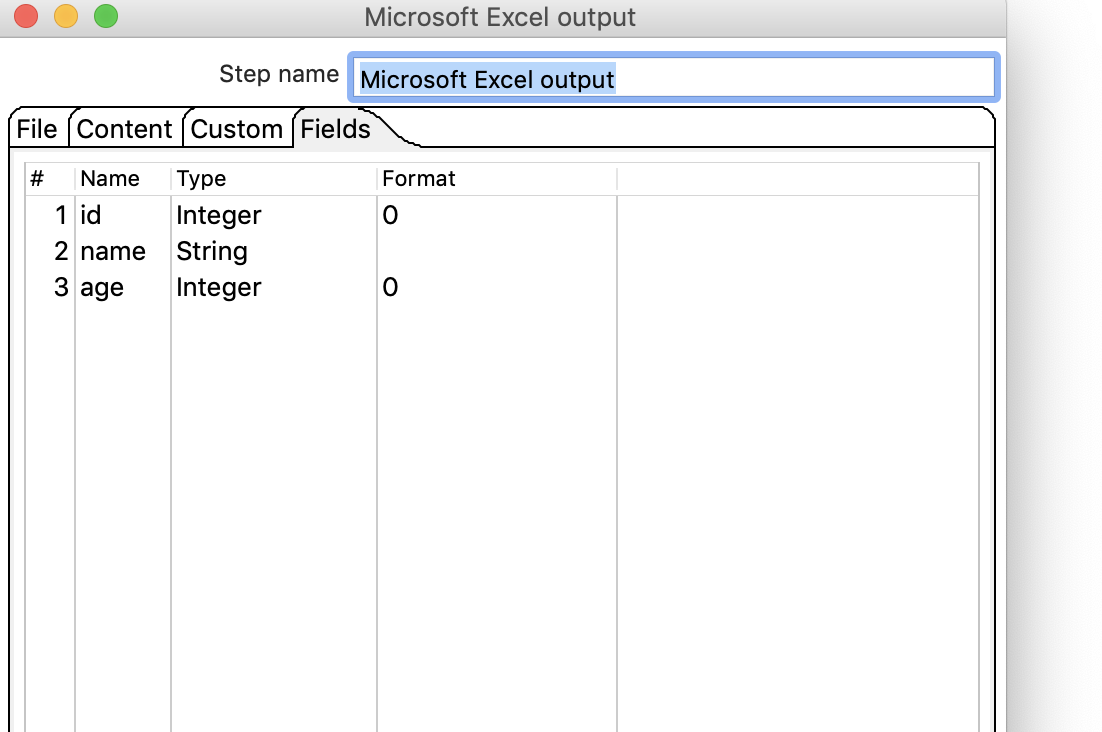 Microsoft Excel output
Step name Microsoft Excel output
File Content Custom Fields
# Name Type Format
1 id Integer 0
2 name String
3 age Integer 0